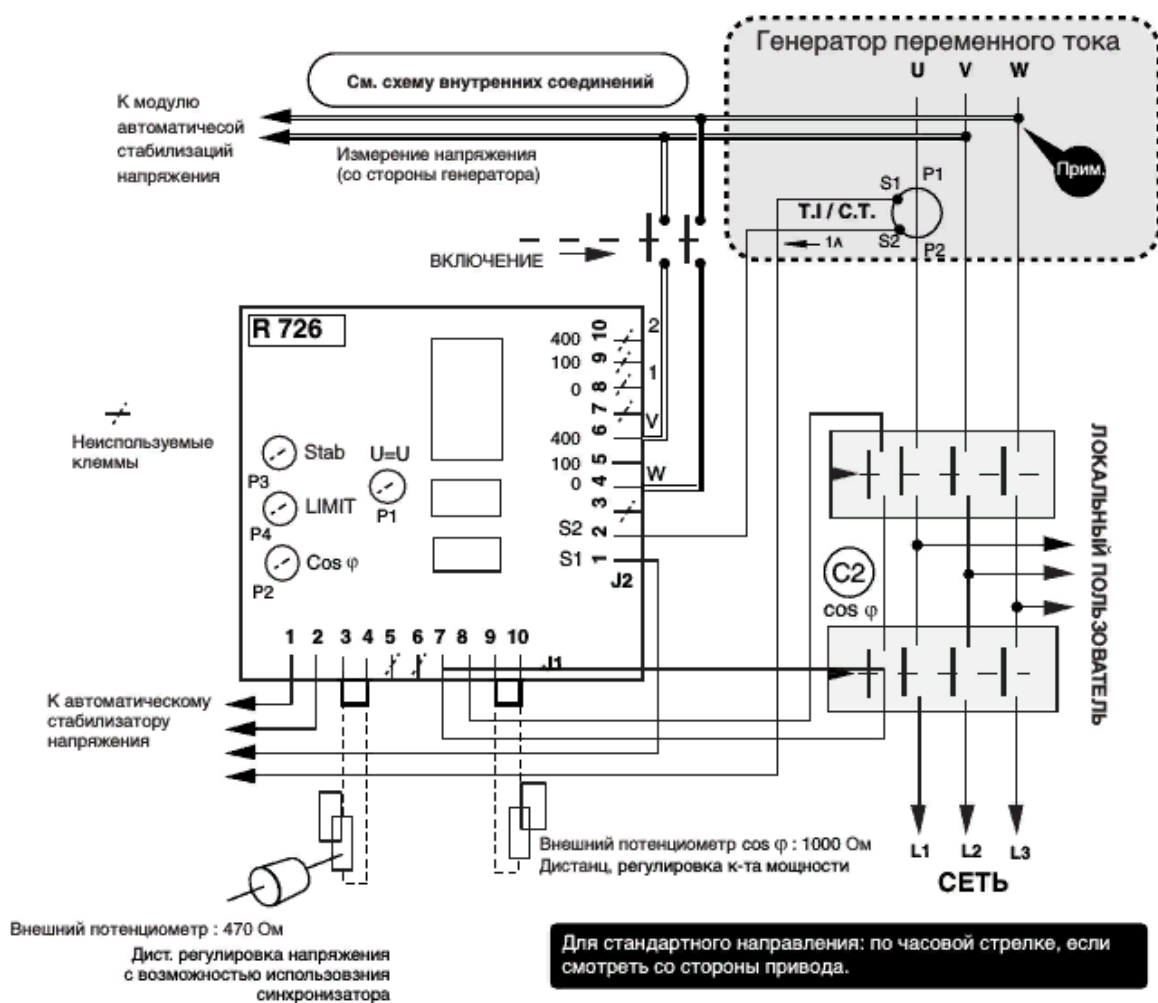 Генератор переменного тока
U V W
См. схему внутренних соединений
К модулю
автоматичесой
стабилизаций
напряжения
Измерение напряжения
(со стороны генератора)
Прим.
S1 P1
T.I / C.T.
S2 P2
1A
ВКЛЮЧЕНИЕ
R 726
400 10 2
100 9
0 8 1
7 V
400 6
100 5
0 4 W
3
S2 2
S1 1
J2
Неиспользуемые
клеммы
Stab
P3
U=U
P1
LIMIT
P4
Cos φ
P2
ЛОКАЛЬНЫЙ ПОЛЬЗОВАТЕЛЬ
C2
cos φ
1 2 3 4 5 6 7 8 9 10
J1
К автоматическому
стабилизатору
напряжения
Внешний потенциометр cos φ : 1000 Ом
Дистанц, регулировка к-та мощности
L1 L2 L3
СЕТЬ
Внешний потенциометр : 470 Ом
Дист. регулировка напряжения
с возможностью использовзния
синхронизатора
Для стандартного направления: по часовой стрелке, если
смотреть со стороны привода.